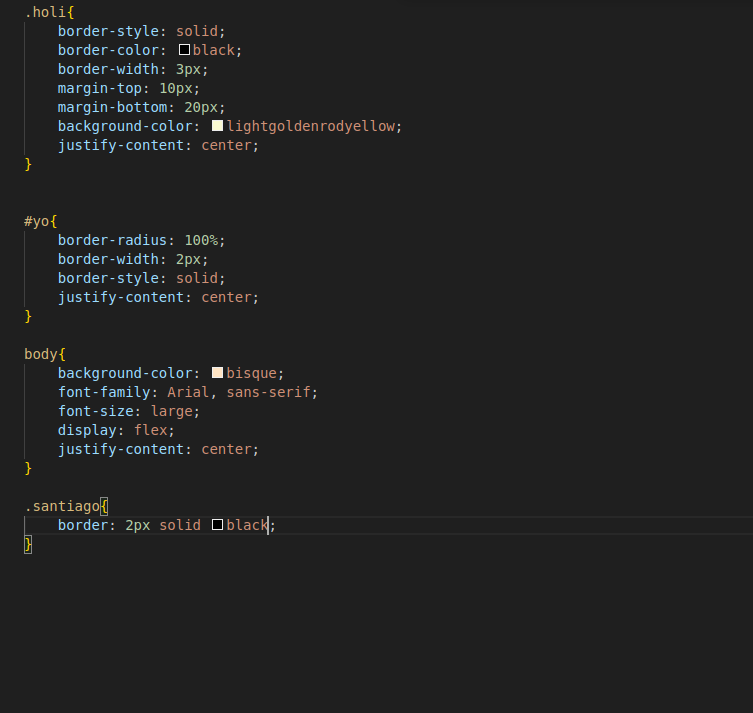 .holi{
border-style: solid;
border-color: black;
border-width: 3px;
margin-top: 10px;
margin-bottom: 20px;
background-color: lightgoldenrodyellow;
justify-content: center;
}
#yo{
border-radius: 100%;
border-width: 2px;
border-style: solid;
justify-content: center;
}
body{
background-color: bisque;
font-family: Arial, sans-serif;
font-size: large;
display: flex;
justify-content: center;
}
.santiago{
border: 2px solid black;
}